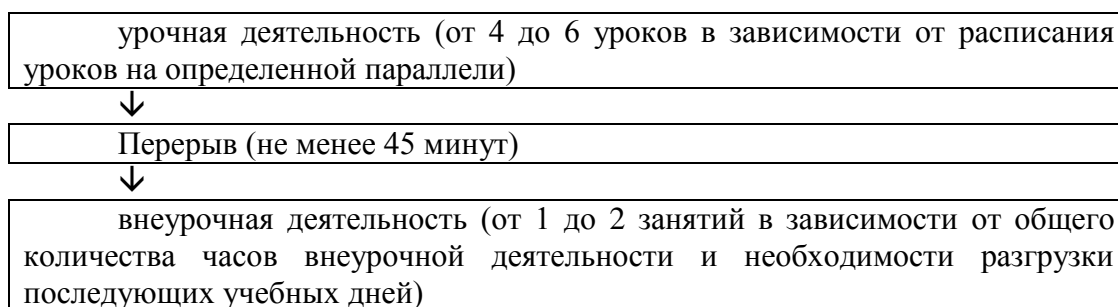 урочная деятельность (от 4 до 6 уроков в зависимости от расписания
уроков на определенной параллели)
↓
Перерыв (не менее 45 минут)
↓
внеурочная деятельность (от 1 до 2 занятий в зависимости от общего
количества часов внеурочной деятельности и необходимости разгрузки
последующих учебных дней)